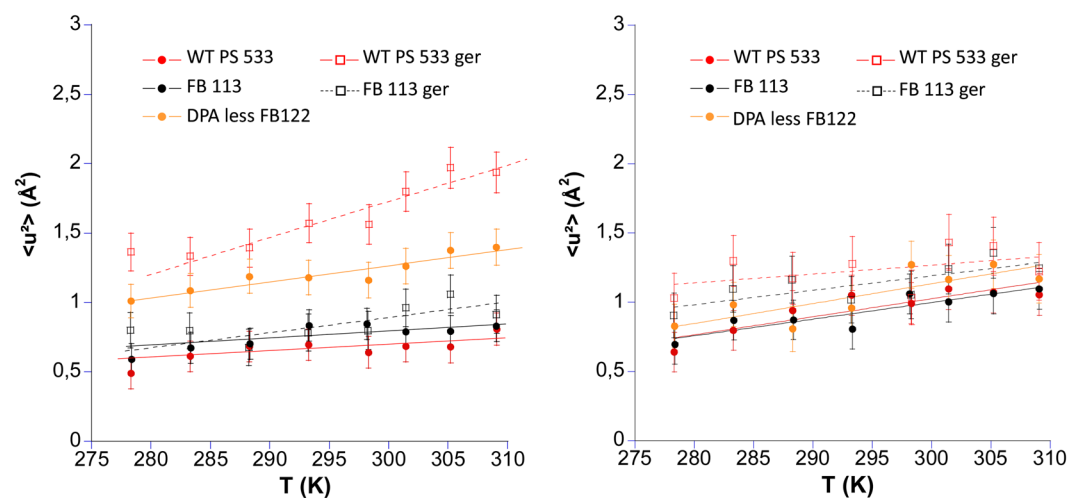 3
WT PS 533
WT PS 533 ger
2,5
FB 113
FB 113 ger
DPA less FB122
2
<u²> (Å²)
1,5
1
0,5
0
275 280 285 290 295 300 305 310
T (K)
3
WT PS 533
WT PS 533 ger
2,5
FB 113
FB 113 ger
DPA less FB122
2
<u²> (Å²)
1,5
1
0,5
0
275 280 285 290 295 300 305 310
T (K)